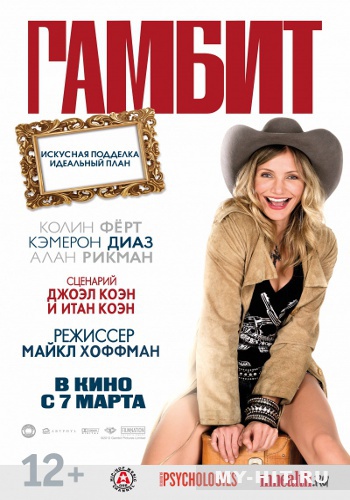 ГАМБИТ
ИСКУСНАЯ ПОДДЕЛКА
ИДЕАЛЬНЫЙ ПЛАН
КОЛИН ФЁРТ
КЭМЕРОН ДИАЗ
АЛАН РИКМАН
СЦЕНАРИЙ
ДЖОЭЛ КОЭН
И ИТАН КОЭН
РЕЖИССЕР
МАЙКЛ ХОФФМАН
В КИНО
С 7 МАРТА
12+
PSYCHOLOGIES
MY-HIT.RU